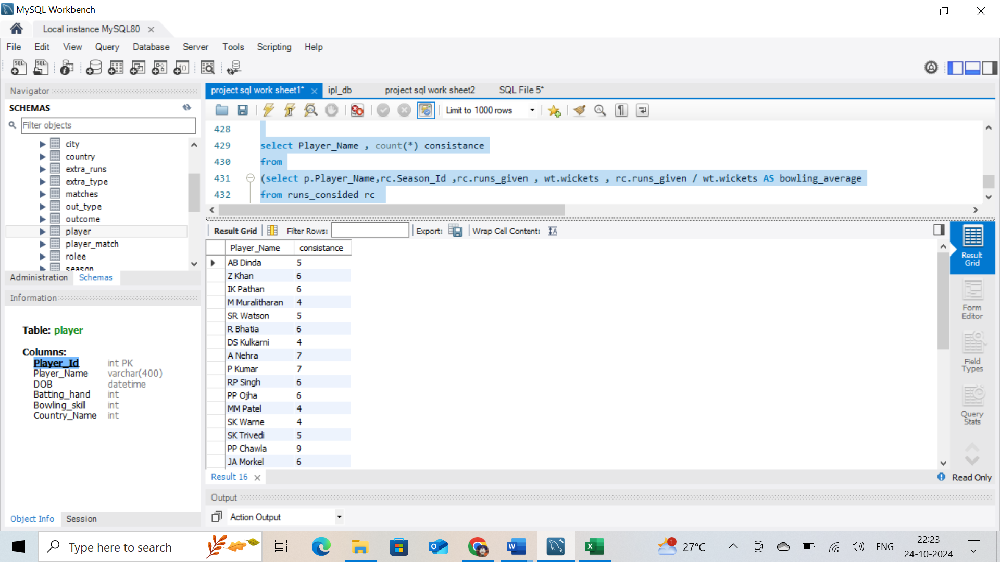 MySQL Workbench
Local instance MySQL80
File Edit View Query Database Server Tools Scripting Help
Navigator
SCHEMAS
Filter objects
city
country
extra_runs
extra_type
matches
out_type
outcome
player
player_match
rolee
season
Administration Schemas
Information
Table: player
Columns:
Player_Id int PK
Player_Name varchar(400)
DOB datetime
Batting_hand int
Bowling_skill int
Country_Name int
Object Info Session
project sql work sheet1* ipl_db project sql work sheet2 SQL File 5*
Limit to 1000 rows
428
429 select Player_Name , count(*) consistance
430 from
431 (select p.Player_Name,rc.Season_Id ,rc.runs_given , wt.wickets , rc.runs_given / wt.wickets AS bowling_average
432 from runs_consided rc
Result Grid Filter Rows: Export: Wrap Cell Content:
Player_Name consistance
AB Dinda 5
Z Khan 6
IK Pathan 6
M Muralitharan 4
SR Watson 5
R Bhatia 6
DS Kulkarni 4
A Nehra 7
P Kumar 7
RP Singh 6
PP Ojha 6
MM Patel 4
SK Warne 4
SK Trivedi 5
PP Chawla 9
JA Morkel 6
Result Grid
Form Editor
Field Types
Query Stats
Result 16
Read Only
Output
Action Output
Type here to search
1
27°C
ENG
22:23
24-10-2024